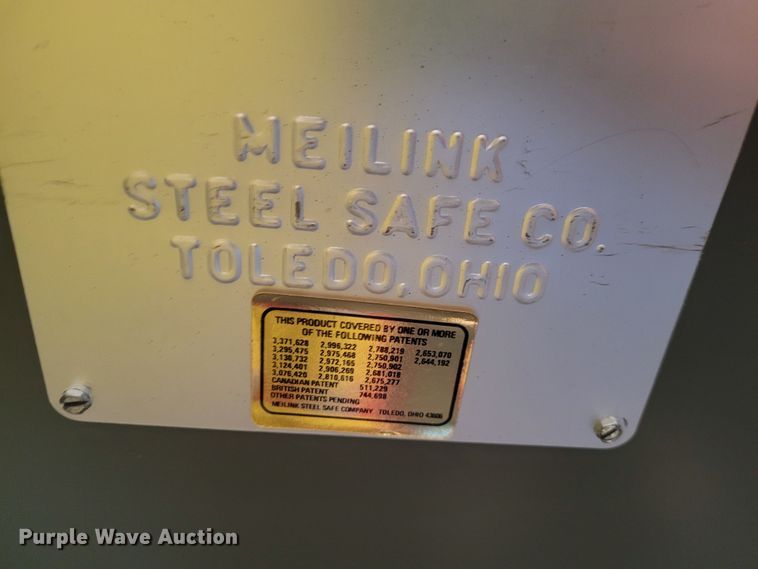 MEILINK
STEEL SAFE CO.
TOLEDO, OHIO
THIS PRODUCT COVERED BY ONE OR MORE
OF THE FOLLOWING PATENTS
3,371,628 2,996,322 2,788,219 2,653,070
3,295,475 2,975,468 2,750,901 2,644,192
3,130,732 2,972,165 2,750,902
3,124,401 2,906,269 2,681,018
3,076,420 2,810,616 2,675,277
CANADIAN PATENT 511,229
BRITISH PATENT 744,698
OTHER PATENTS PENDING
MEILINK STEEL SAFE COMPANY TOLEDO, OHIO 43606
Purple Wave Auction